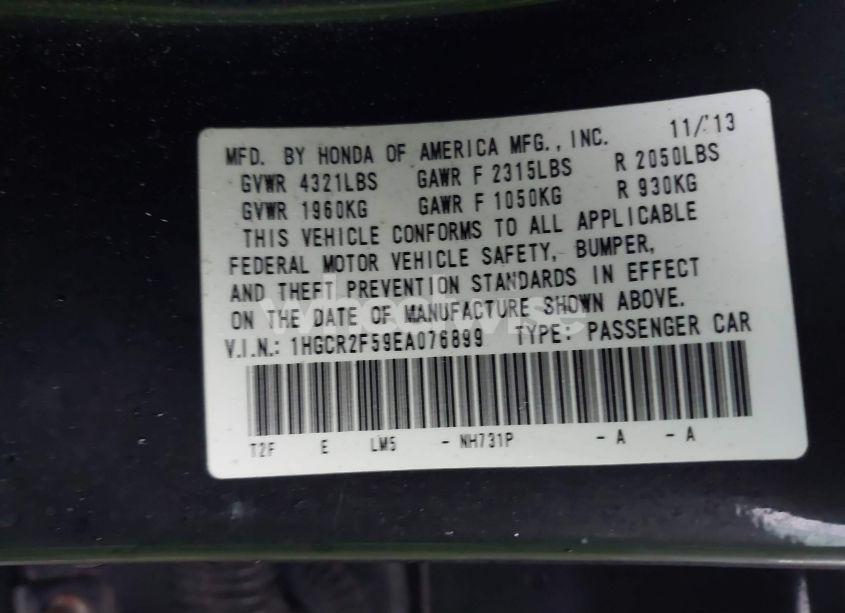 MFD. BY HONDA OF AMERICA MFG., INC. 11/'13
GVWR 4321LBS GAWR F 2315LBS R 2050LBS
GVWR 1960KG GAWR F 1050KG R 930KG
THIS VEHICLE CONFORMS TO ALL APPLICABLE
FEDERAL MOTOR VEHICLE SAFETY, BUMPER,
AND THEFT PREVENTION STANDARDS IN EFFECT
ON THE DATE OF MANUFACTURE SHOWN ABOVE.
wheelwise
V.I.N.: 1HGCR2F59EA076899 TYPE: PASSENGER CAR
T2F E LM5 - NH731P - A - A